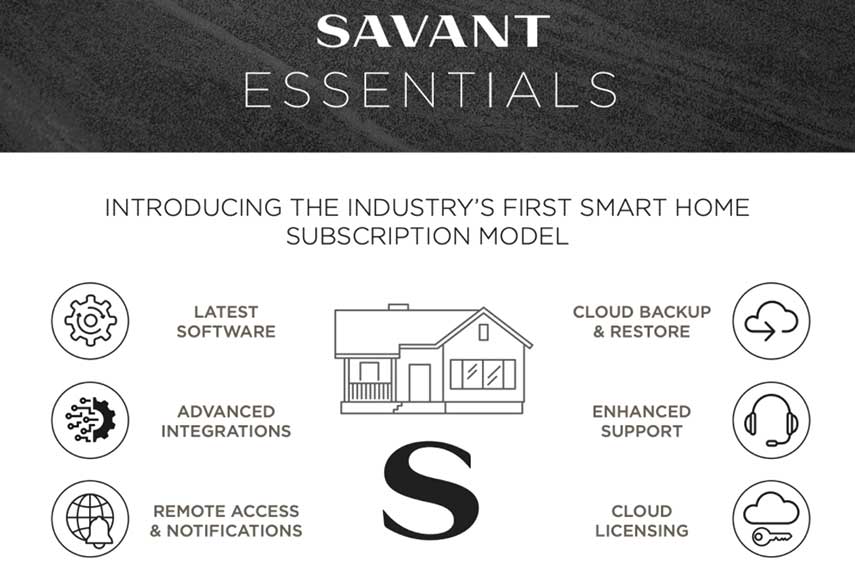 SAVANT
ESSENTIALS
INTRODUCING THE INDUSTRY'S FIRST SMART HOME
SUBSCRIPTION MODEL
LATEST
SOFTWARE
ADVANCED
INTEGRATIONS
REMOTE ACCESS
& NOTIFICATIONS
S
CLOUD BACKUP
& RESTORE
ENHANCED
SUPPORT
CLOUD
LICENSING